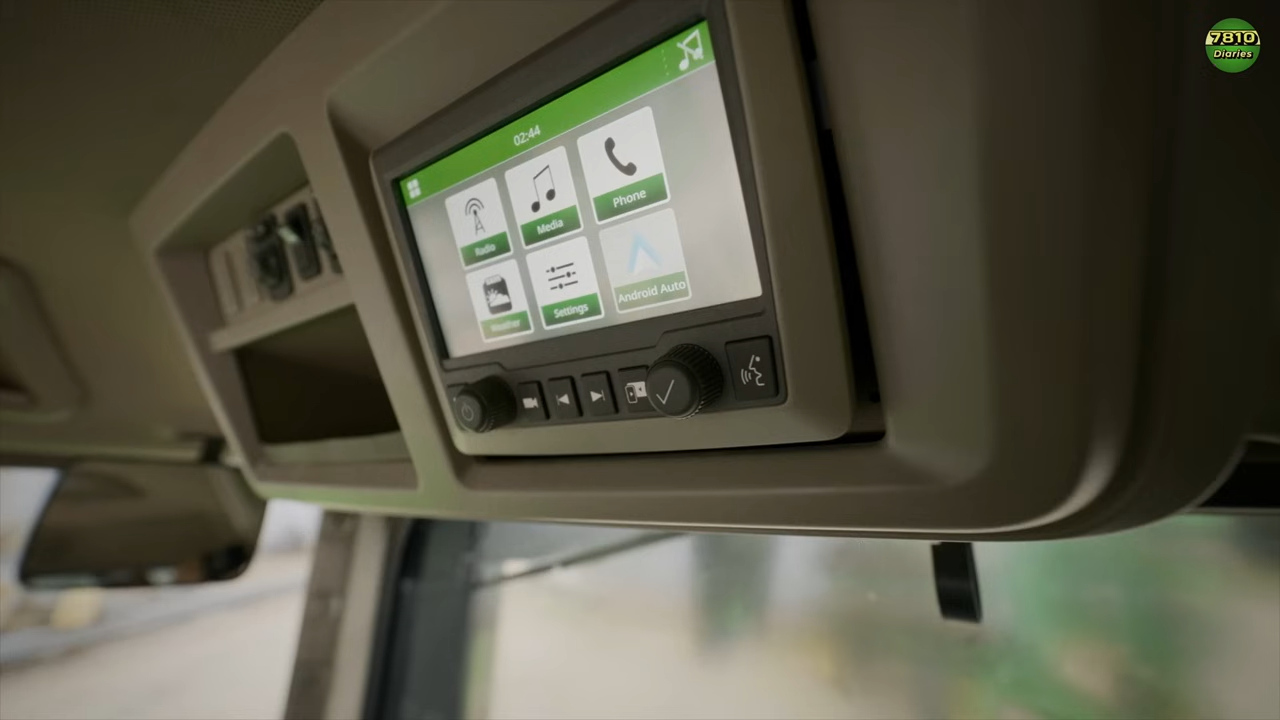 7810
Diaries
02:44
Radio
Media
Phone
Weather
Settings
Android Auto